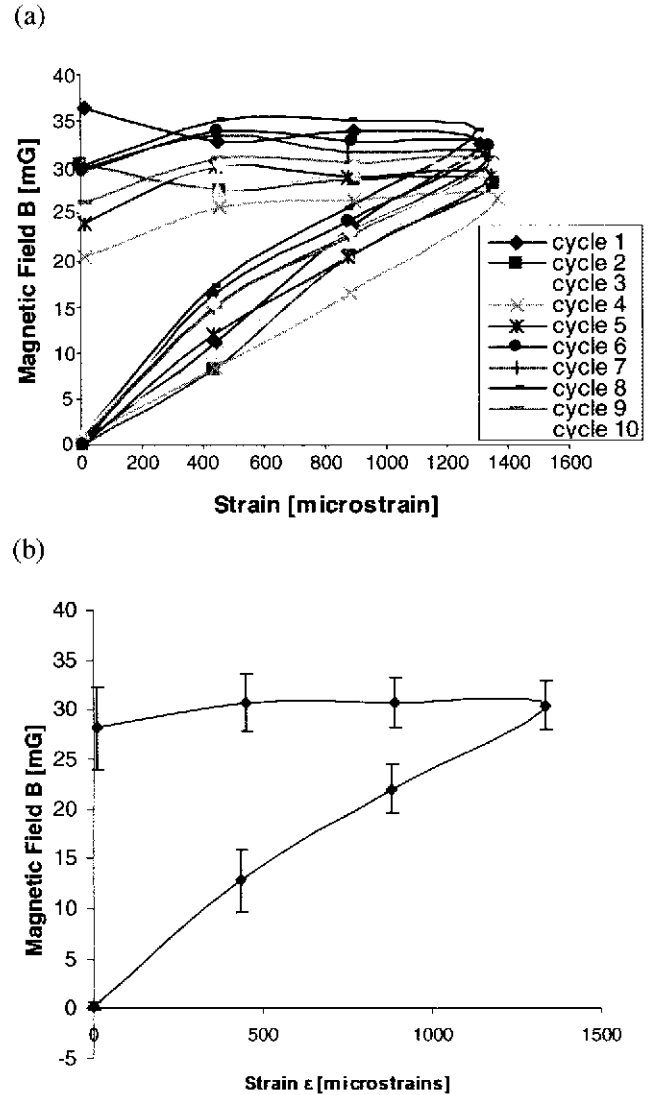 (a)
Magnetic Field B [mG]
40
35
30
25
20
15
10
5
0
0 200 400 600 800 1000 1200 1400 1600
Strain [microstrain]
cycle 1
cycle 2
cycle 3
cycle 4
cycle 5
cycle 6
cycle 7
cycle 8
cycle 9
cycle 10
(b)
Magnetic Field B [mG]
40
35
30
25
20
15
10
5
0
-5
0 500 1000 1500
Strain ε [microstrains]